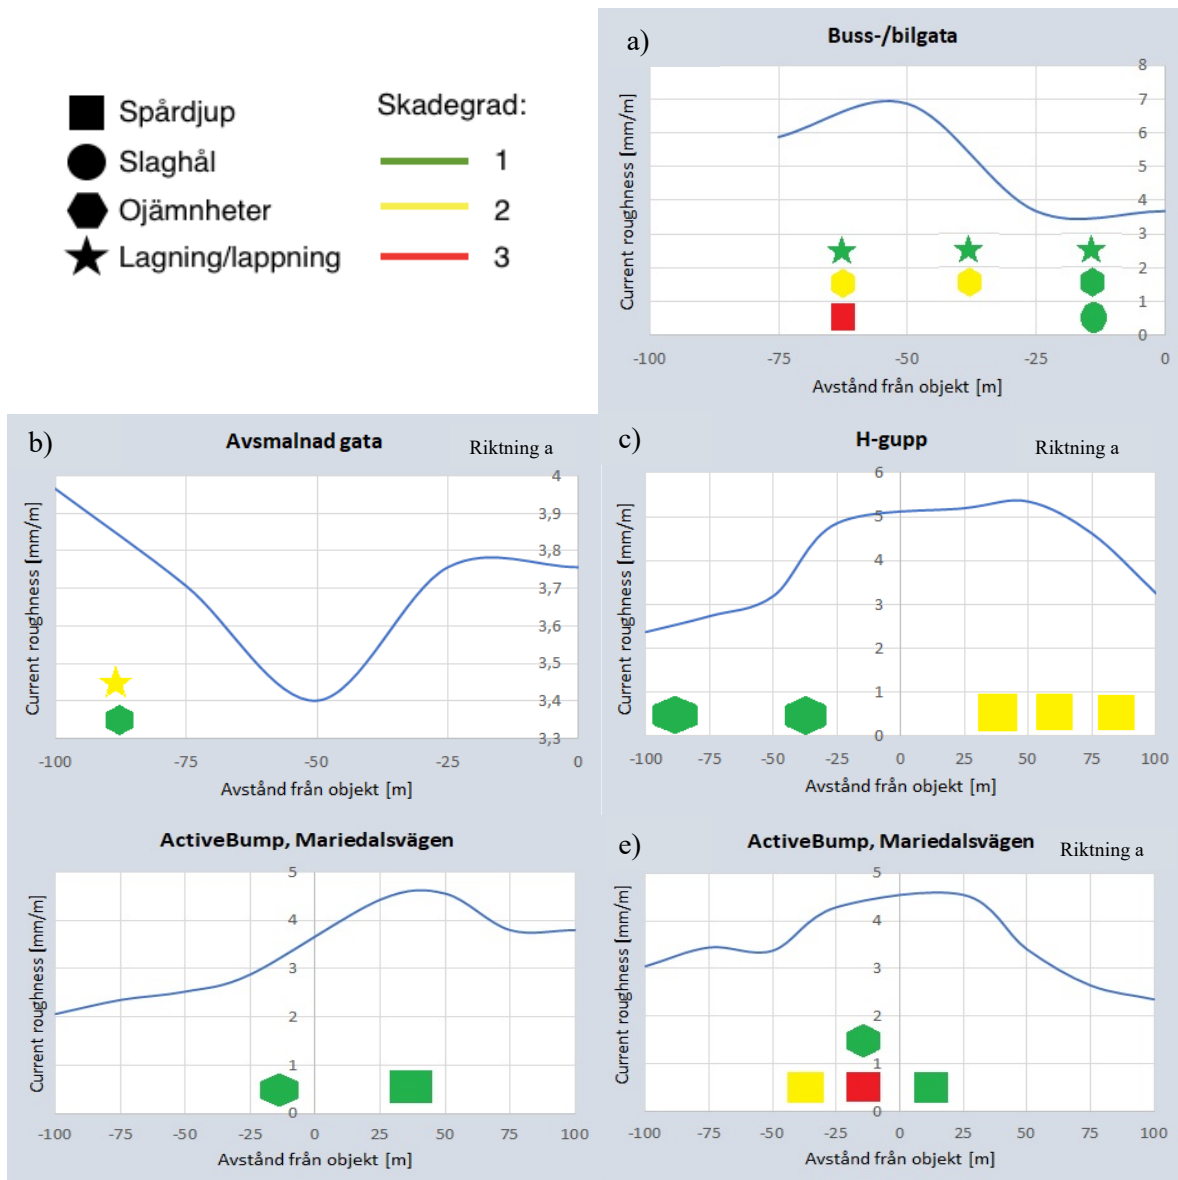 Spårdjup
Slaghål
Ojämnheter
Lagning/lappning
Skadegrad:
1
2
3
a)
Buss-/bilgata
Current roughness [mm/m]
8
7
6
5
4
3
2
1
0
-100 -75 -50 -25 0
Avstånd från objekt [m]
b)
Avsmalnad gata
Riktning a
Current roughness [mm/m]
4
3,9
3,8
3,7
3,6
3,5
3,4
3,3
-100 -75 -50 -25 0
Avstånd från objekt [m]
c)
H-gupp
Riktning a
Current roughness [mm/m]
6
5
4
3
2
1
0
-100 -75 -50 -25 0 25 50 75 100
Avstånd från objekt [m]
ActiveBump, Mariedalsvägen
Current roughness [mm/m]
5
4
3
2
1
0
-100 -75 -50 -25 0 25 50 75 100
Avstånd från objekt [m]
e)
ActiveBump, Mariedalsvägen
Riktning a
Current roughness [mm/m]
5
4
3
2
1
0
-100 -75 -50 -25 0 25 50 75 100
Avstånd från objekt [m]